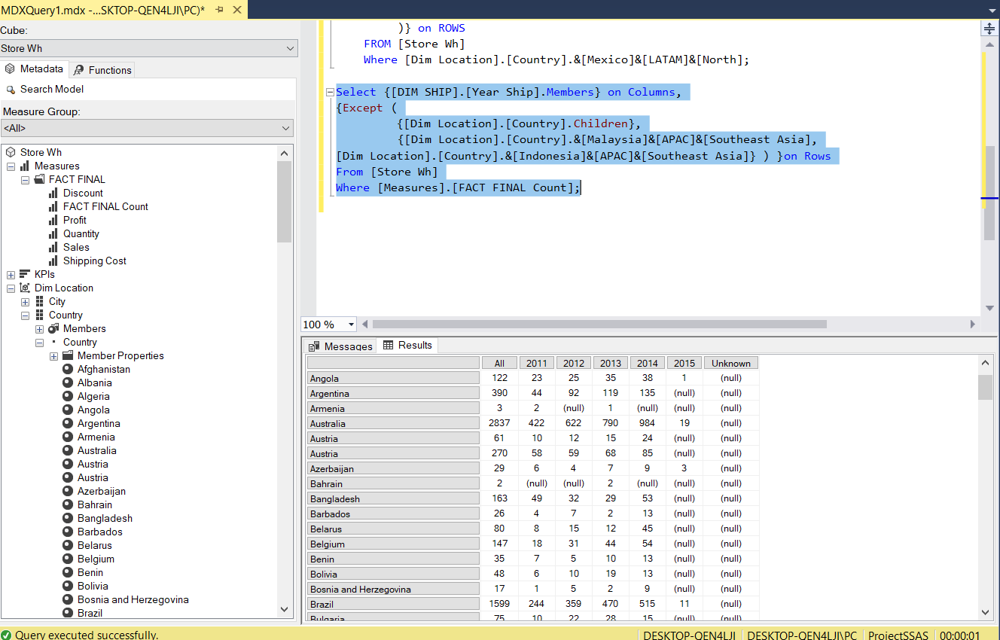 MDXQuery1.mdx -...SKTOP-QEN4LJI\PC)*
Cube:
Store Wh
Metadata
Functions
Search Model
Measure Group:
<All>
Store Wh
Measures
FACT FINAL
Discount
FACT FINAL Count
Profit
Quantity
Sales
Shipping Cost
KPIs
Dim Location
City
Country
Members
Country
Member Properties
Afghanistan
Albania
Algeria
Angola
Argentina
Armenia
Australia
Austria
Austria
Azerbaijan
Bahrain
Bangladesh
Barbados
Belarus
Belgium
Benin
Bolivia
Bosnia and Herzegovina
Brazil
)} on ROWS
FROM [Store Wh]
Where [Dim Location].[Country].&[Mexico]&[LATAM]&[North];
Select {[DIM SHIP].[Year Ship].Members} on Columns,
{Except (
{[Dim Location].[Country].Children},
{[Dim Location].[Country].&[Malaysia]&[APAC]&[Southeast Asia],
[Dim Location].[Country].&[Indonesia]&[APAC]&[Southeast Asia]} ) }on Rows
From [Store Wh]
Where [Measures].[FACT FINAL Count];
100 %
Messages
Results
All 2011 2012 2013 2014 2015 Unknown
Angola 122 23 25 35 38 1 (null)
Argentina 390 44 92 119 135 (null) (null)
Armenia 3 2 (null) 1 (null) (null) (null)
Australia 2837 422 622 790 984 19 (null)
Austria 61 10 12 15 24 (null) (null)
Austria 270 58 59 68 85 (null) (null)
Azerbaijan 29 6 4 7 9 3 (null)
Bahrain 2 (null) (null) 2 (null) (null) (null)
Bangladesh 163 49 32 29 53 (null) (null)
Barbados 26 4 7 2 13 (null) (null)
Belarus 80 8 15 12 45 (null) (null)
Belgium 147 18 31 44 54 (null) (null)
Benin 35 7 5 10 13 (null) (null)
Bolivia 48 6 10 19 13 (null) (null)
Bosnia and Herzegovina 17 1 5 2 9 (null) (null)
Brazil 1599 244 359 470 515 11 (null)
Bulgaria 75 10 22 28 15 (null) (null)
Query executed successfully.
DESKTOP-QEN4LJI
DESKTOP-QEN4LJI\PC
ProjectSSAS
00:00:01